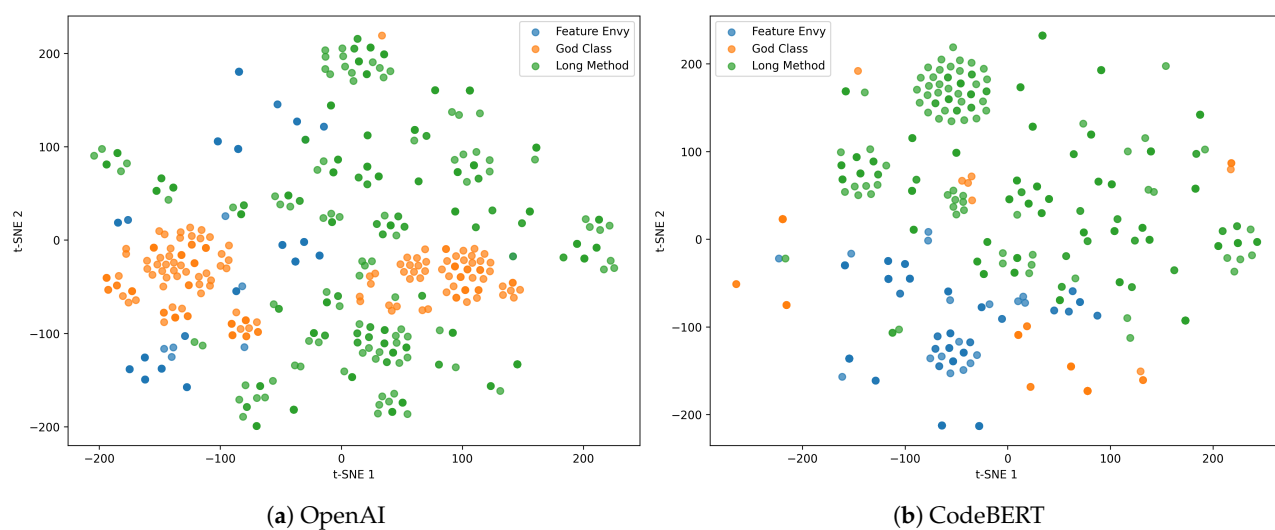 Feature Envy
God Class
Long Method
200
100
0
−100
−200
t-SNE 2
−200
−100
0
100
200
t-SNE 1
(a) OpenAI
Feature Envy
God Class
Long Method
200
100
0
−100
−200
t-SNE 2
−200
−100
0
100
200
t-SNE 1
(b) CodeBERT